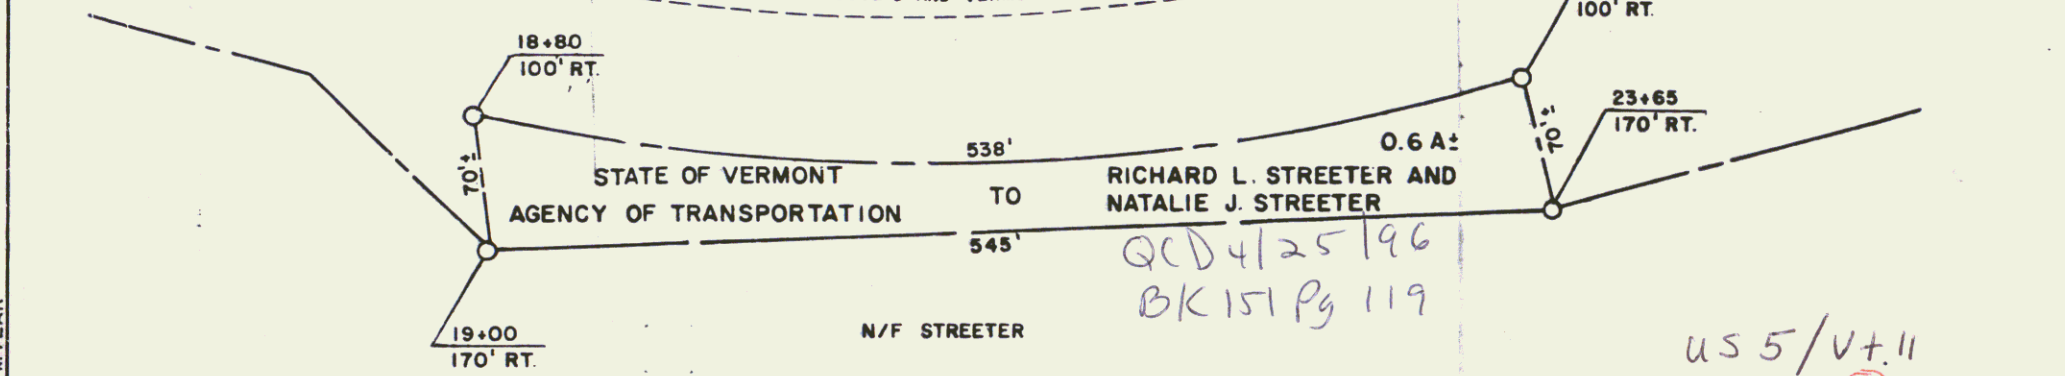 100' RT.
18+80
100' RT.
23+65
170' RT.
538'
0.6 A±
70'±
70'±
STATE OF VERMONT
AGENCY OF TRANSPORTATION
TO
RICHARD L. STREETER AND
NATALIE J. STREETER
545'
QCD 4/25/96
BK 151 Pg 119
19+00
170' RT.
N/F STREETER
US 5/Vt. 11